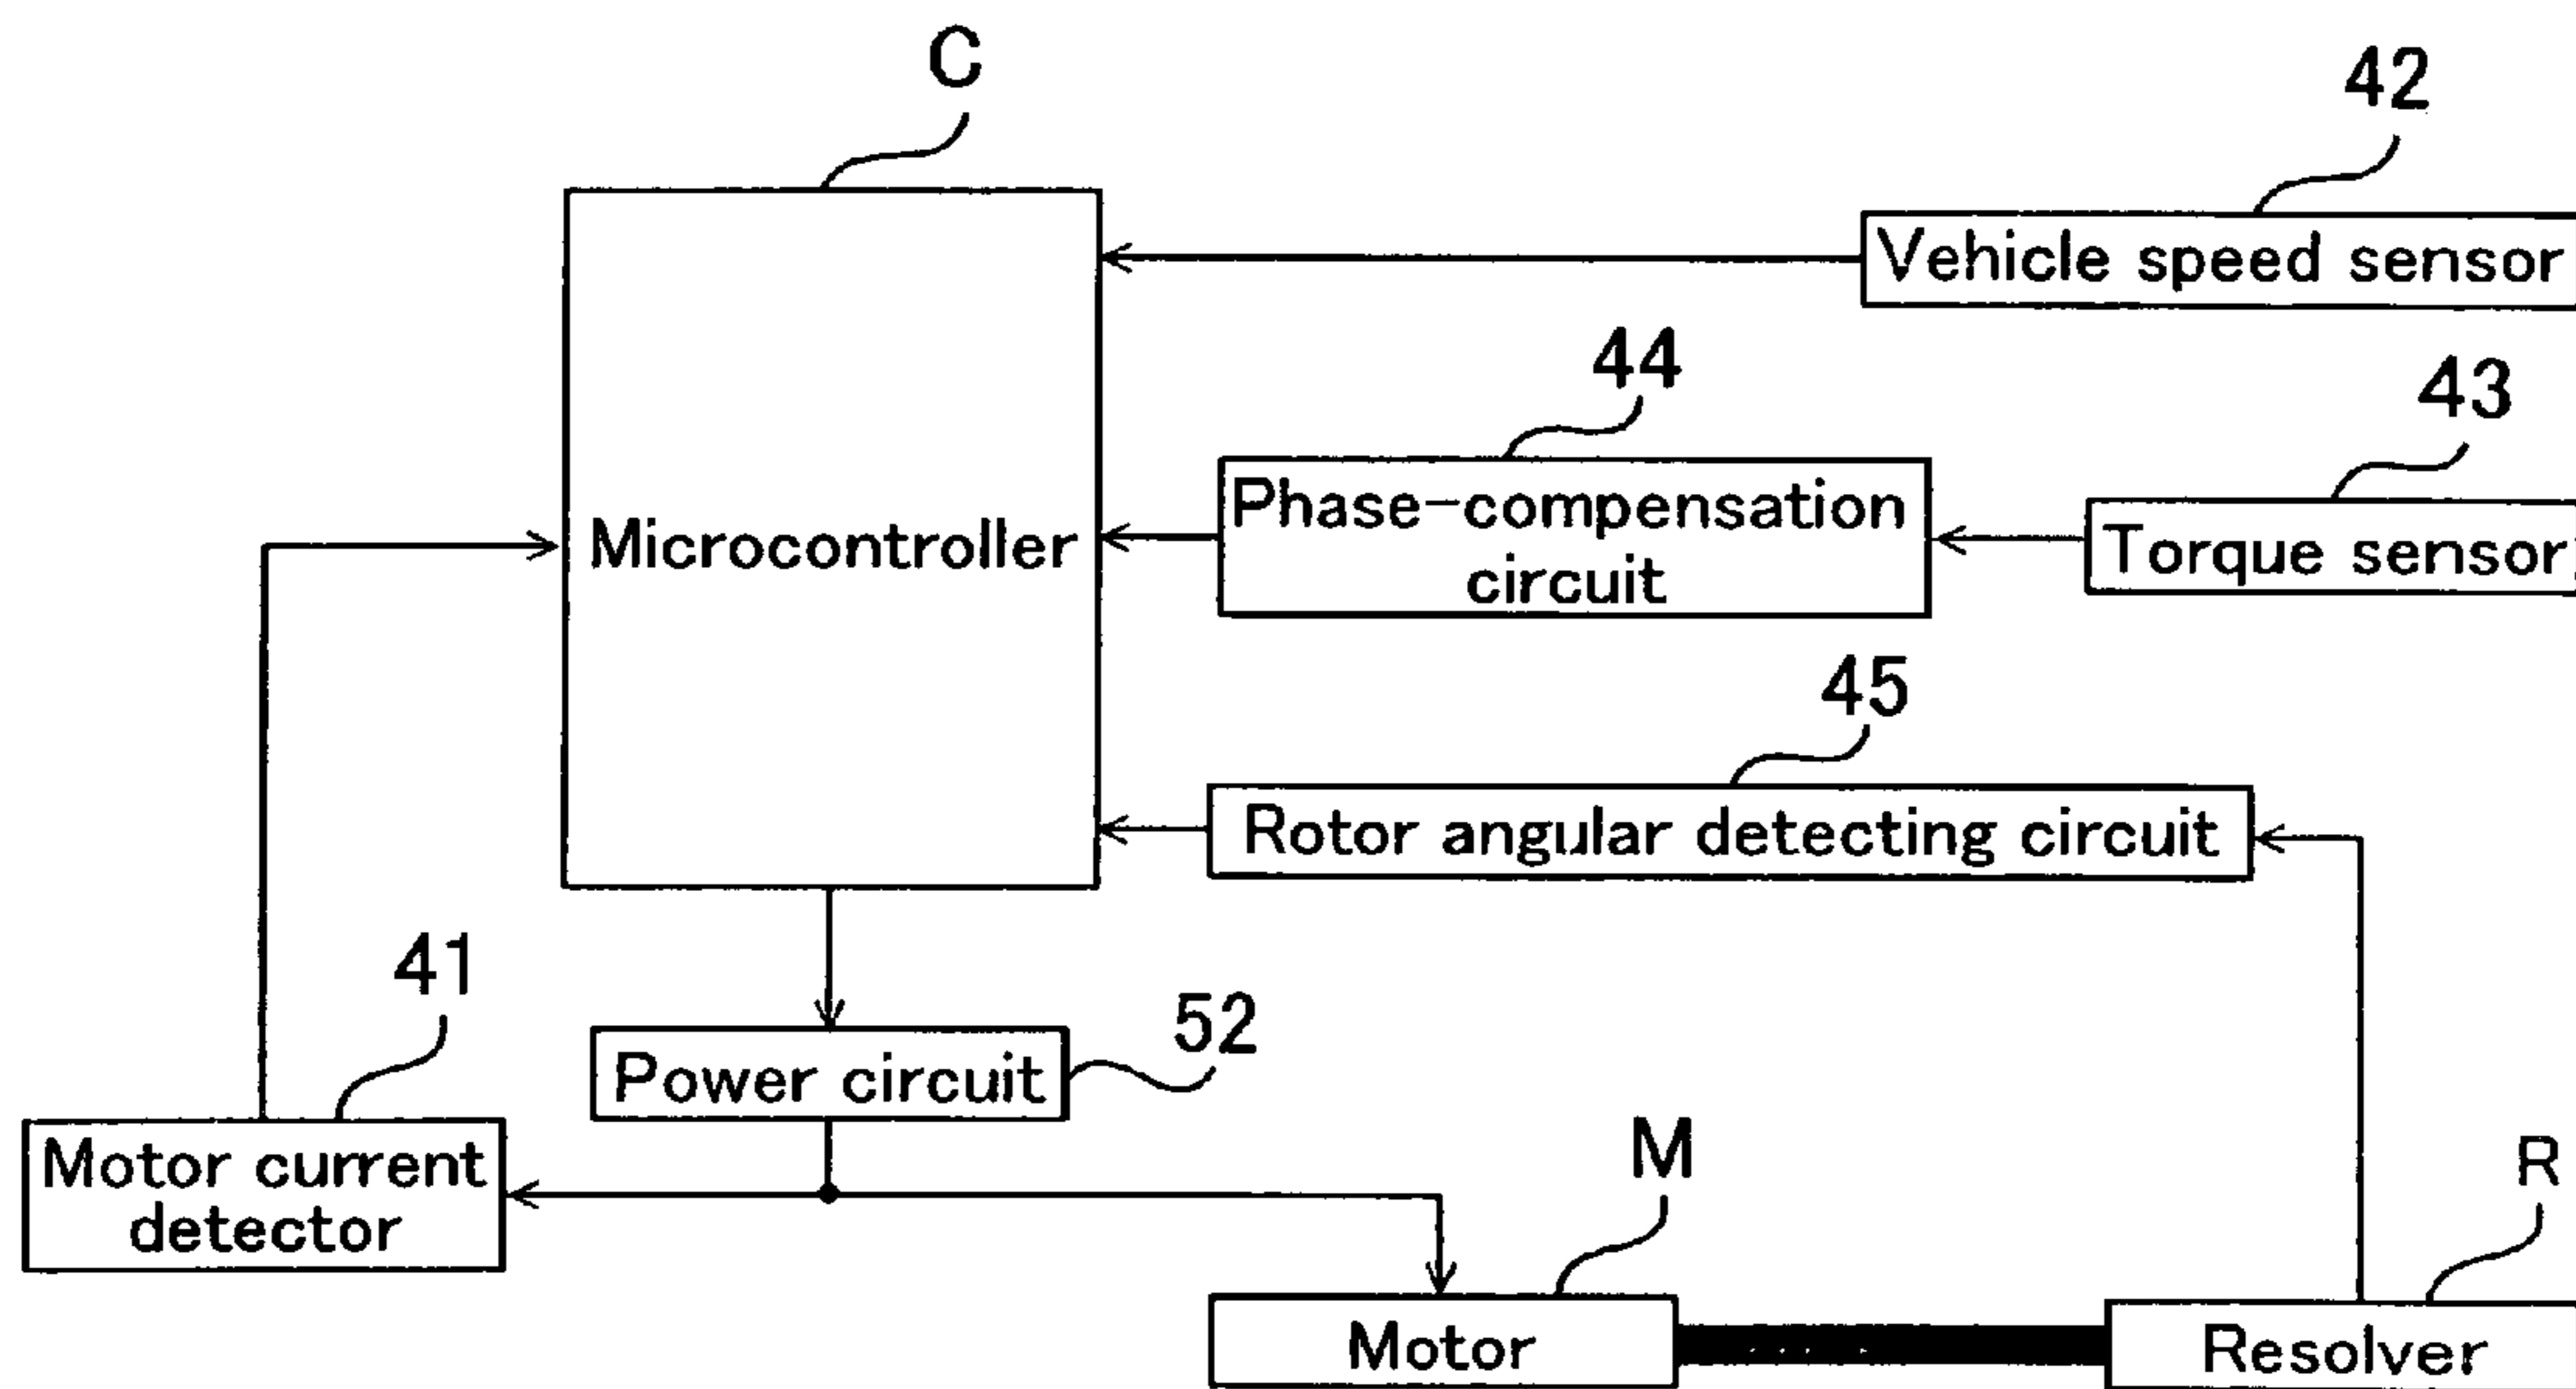 C
42
Vehicle speed sensor
44
43
Phase-compensation
circuit
Torque sensor
Microcontroller
45
Rotor angular detecting circuit
41
52
Power circuit
Motor current
detector
M
R
Motor
Resolver